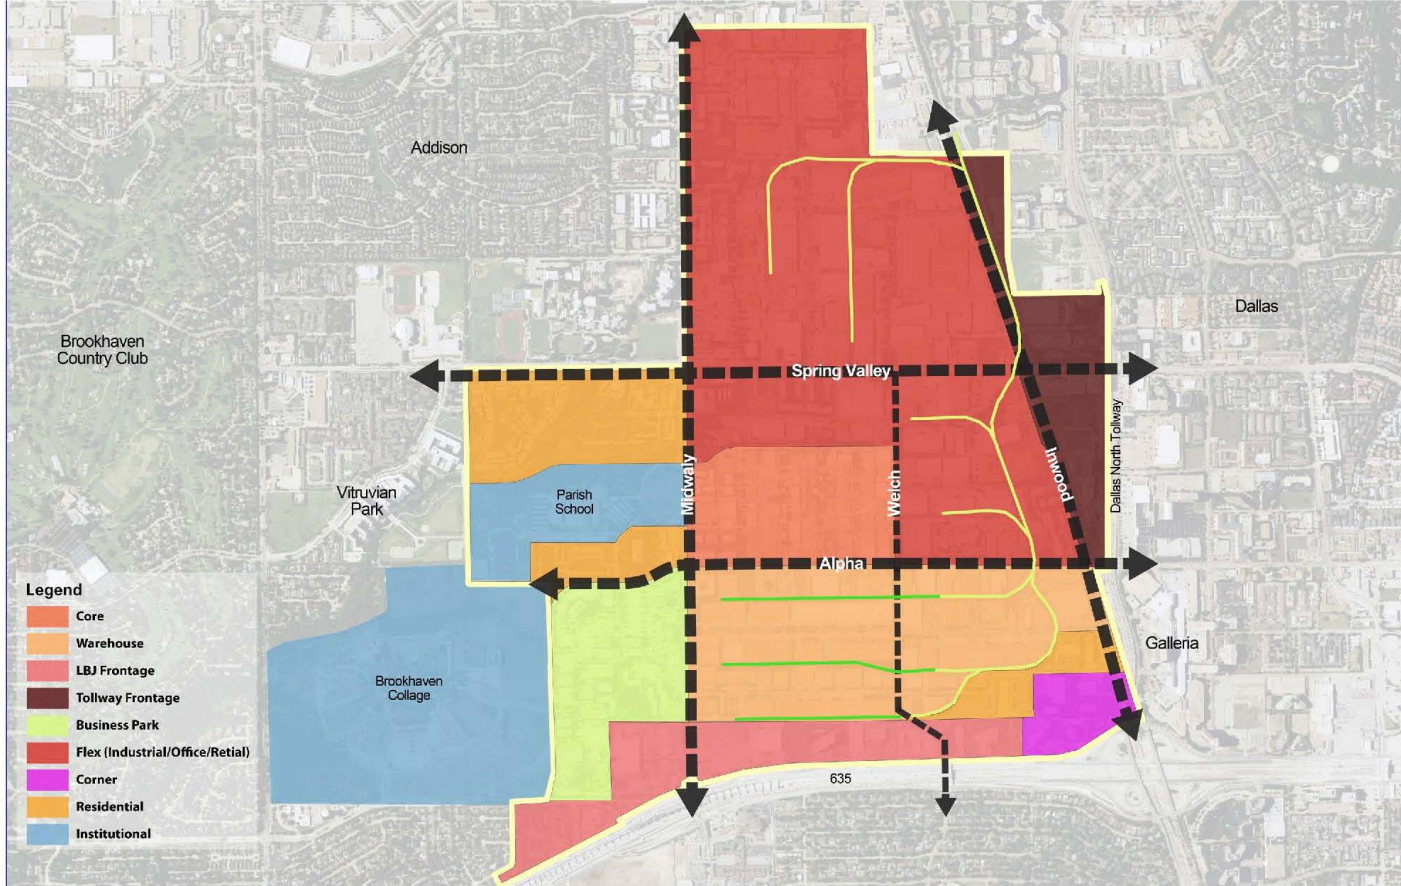 Addison
Brookhaven
Country Club
Dallas
Spring Valley
Midway
Welch
Inwood
Dallas North Tollway
Vitruvian
Park
Parish
School
Alpha
Galleria
Brookhaven
Collage
635
Legend
Core
Warehouse
LBJ Frontage
Tollway Frontage
Business Park
Flex (Industrial/Office/Retial)
Corner
Residential
Institutional